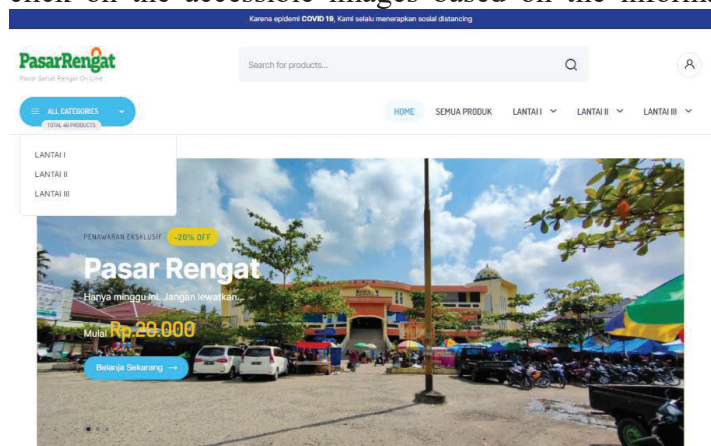 click on the accessible images based on the informa
Karena epidemi COVID 19, Kami selalu menerapkan sosial distancing
PasarRengat
Pasar Sehat Rengat On Line
Search for products...
ALL CATEGORIES
TOTAL 46 PRODUCTS
HOME SEMUA PRODUK LANTAI I LANTAI II LANTAI III
LANTAI I
LANTAI II
LANTAI III
PENAWARAN EKSKLUSIF -20% OFF
Pasar Rengat
Hanya minggu ini. Jangan lewatkan...
Mulai Rp.20.000
Belanja Sekarang →